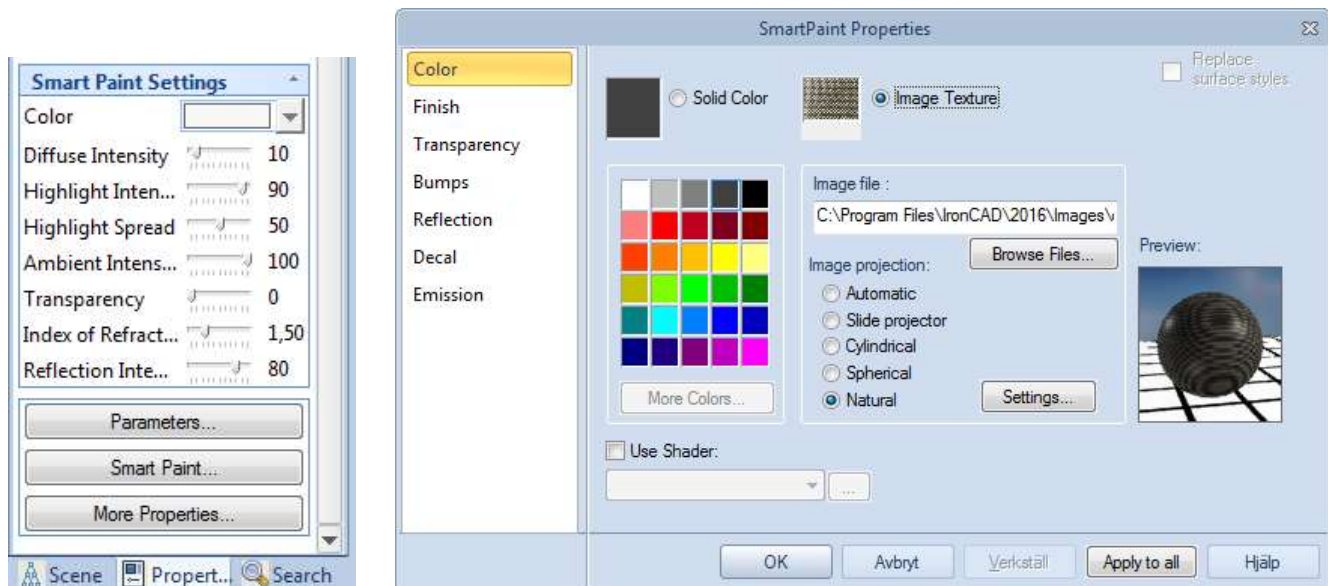 Smart Paint Settings
Color
Diffuse Intensity 10
Highlight Inten... 90
Highlight Spread 50
Ambient Intens... 100
Transparency 0
Index of Refract... 1,50
Reflection Inte... 80
Parameters...
Smart Paint...
More Properties...
Scene Propert... Search
SmartPaint Properties
Color
Finish
Transparency
Bumps
Reflection
Decal
Emission
Solid Color
Image Texture
Replace
surface styles
More Colors...
Image file :
C:\Program Files\IronCAD\2016\Images\
Browse Files...
Image projection:
Automatic
Slide projector
Cylindrical
Spherical
Natural
Settings...
Preview:
Use Shader:
...
OK Avbryt Verkställ Apply to all Hjälp